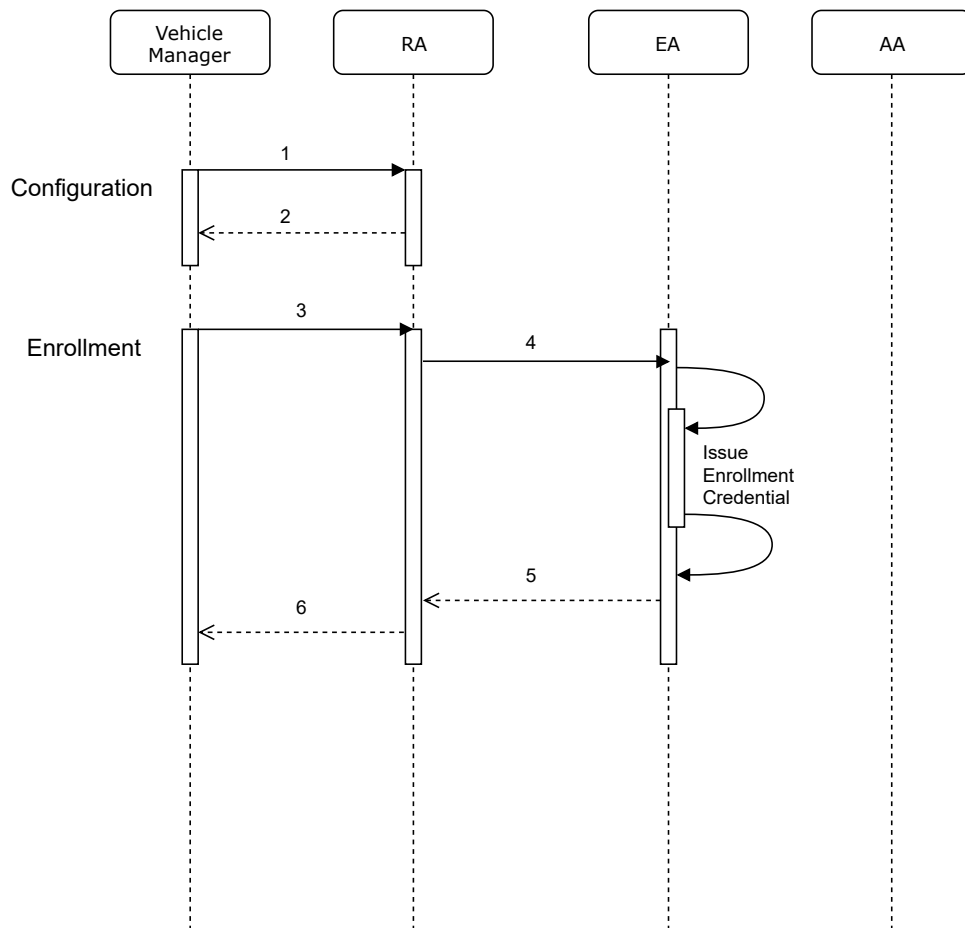 Vehicle
Manager
RA
EA
AA
1
Configuration
2
3
Enrollment
4
Issue
Enrollment
Credential
5
6